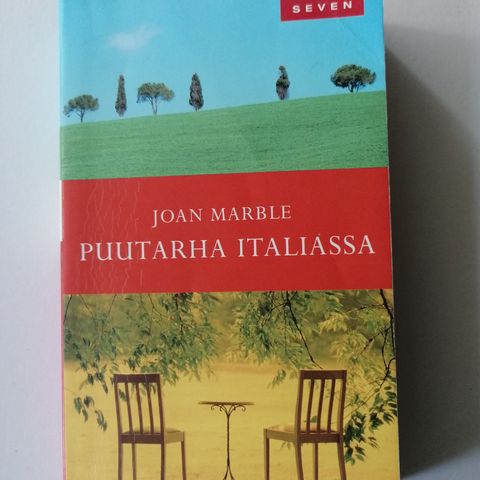 SEVEN
JOAN MARBLE
PUUTARHA ITALIASSA